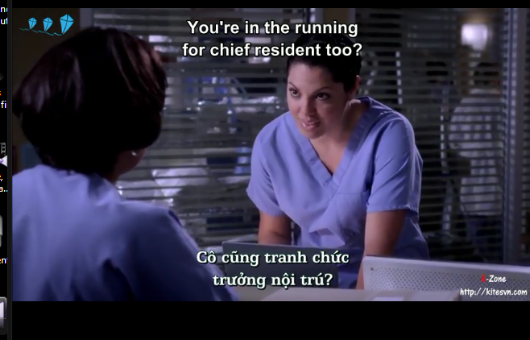 You're in the running
for chief resident too?
Cô cũng tranh chức
trưởng nội trú?
K-Zone
http://kitesvn.com